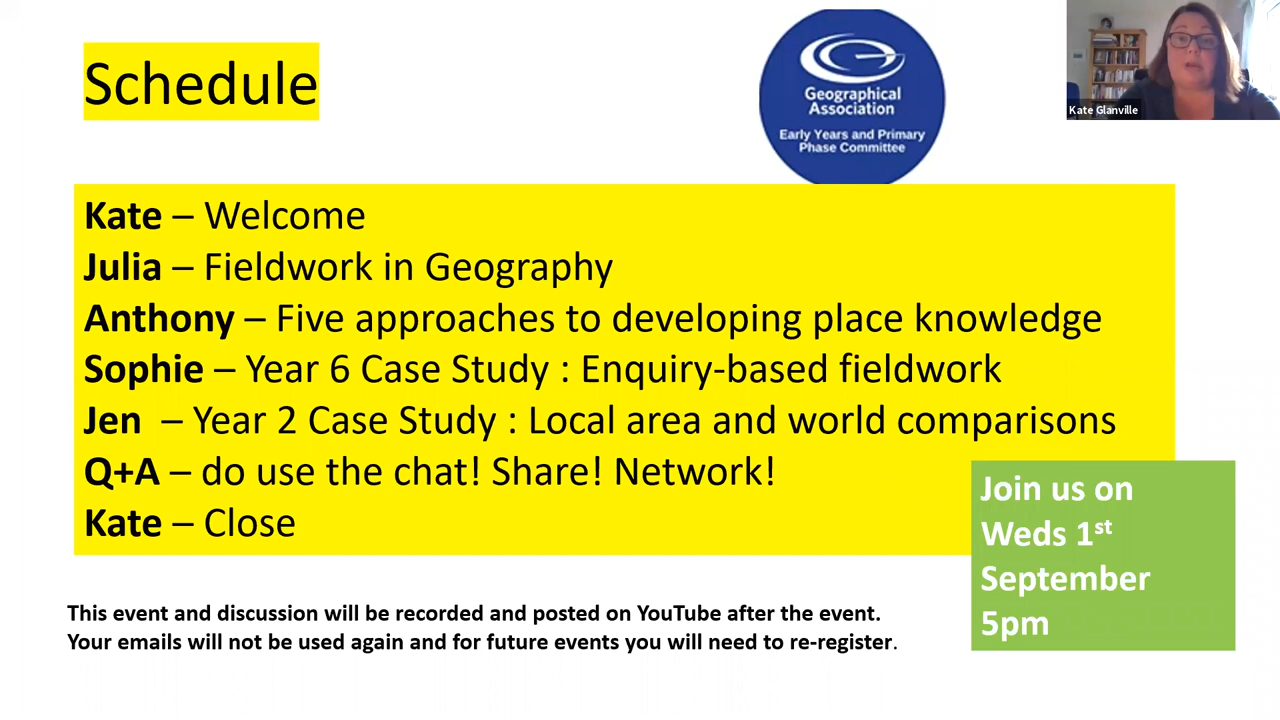 Schedule
Geographical
Association
Early Years and Primary
Phase Committee
Kate Glanville
Kate – Welcome
Julia – Fieldwork in Geography
Anthony – Five approaches to developing place knowledge
Sophie – Year 6 Case Study : Enquiry-based fieldwork
Jen – Year 2 Case Study : Local area and world comparisons
Q+A – do use the chat! Share! Network!
Kate – Close
Join us on
Weds 1st
September
5pm
This event and discussion will be recorded and posted on YouTube after the event.
Your emails will not be used again and for future events you will need to re-register.